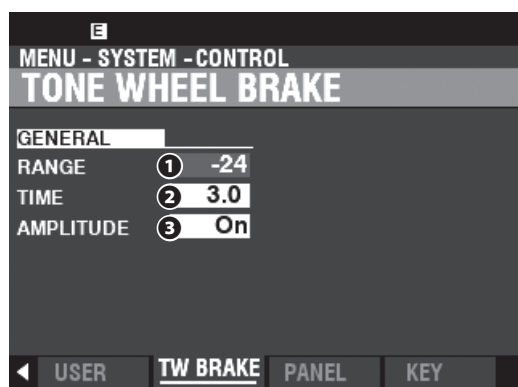 E
MENU - SYSTEM - CONTROL
TONE WHEEL BRAKE
GENERAL
RANGE 1 -24
TIME 2 3.0
AMPLITUDE 3 On
◀ USER TW BRAKE PANEL KEY